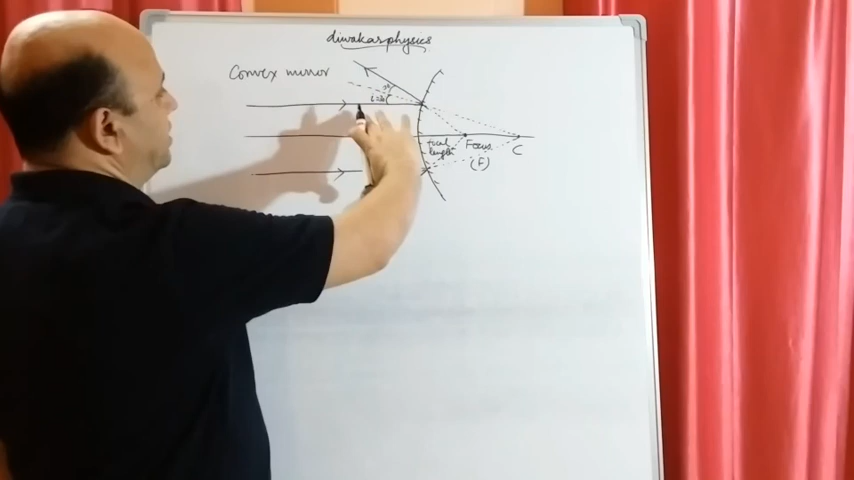 diwakarphysics
Convex mirror
focal
length
Focus
(F)
C